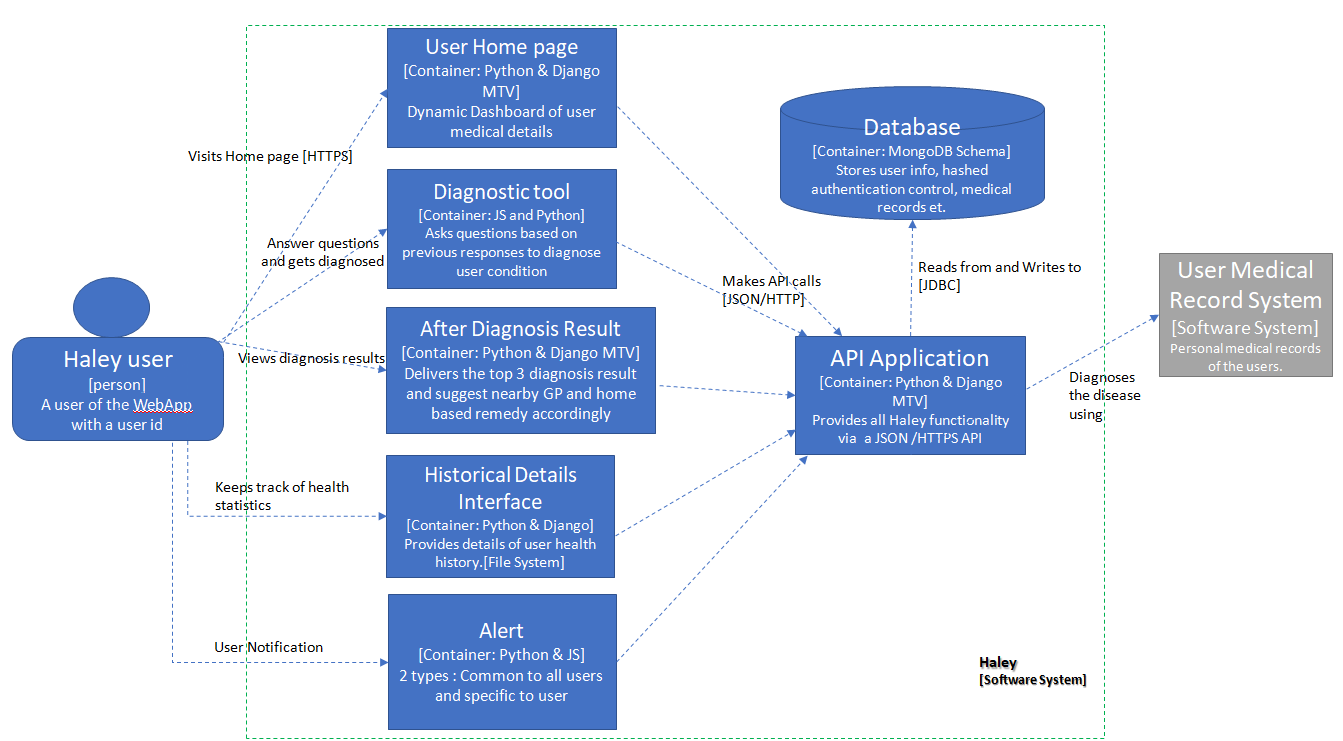 User Home page
[Container: Python & Django
MTV]
Dynamic Dashboard of user
medical details
Visits Home page [HTTPS]
Diagnostic tool
[Container: JS and Python]
Asks questions based on
previous responses to diagnose
user condition
Answer questions
and gets diagnosed
Haley user
[person]
A user of the WebApp
with a user id
Views diagnosis results
After Diagnosis Result
[Container: Python & Django MTV]
Delivers the top 3 diagnosis result
and suggest nearby GP and home
based remedy accordingly
Keeps track of health
statistics
Historical Details
Interface
[Container: Python & Django]
Provides details of user health
history.[File System]
User Notification
Alert
[Container: Python & JS]
2 types : Common to all users
and specific to user
Makes API calls
[JSON/HTTP]
Database
[Container: MongoDB Schema]
Stores user info, hashed
authentication control, medical
records et.
Reads from and Writes to
[JDBC]
API Application
[Container: Python & Django
MTV]
Provides all Haley functionality
via a JSON /HTTPS API
Diagnoses
the disease
using
User Medical
Record System
[Software System]
Personal medical records
of the users.
Haley
[Software System]